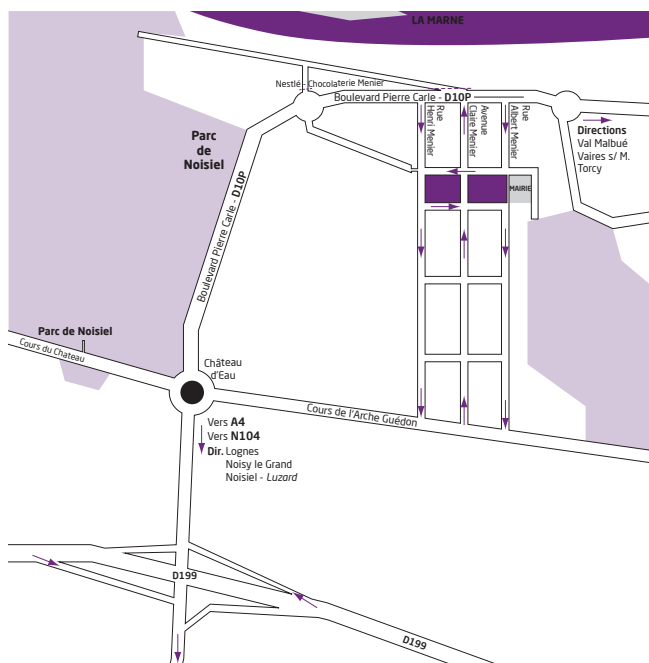 LA MARNE
Nestlé - Chocolaterie Menier
Boulevard Pierre Carle - D10P
Rue
Henri Menier
Avenue
Claire Menier
Rue
Albert Menier
Directions
Val Malbué
Vaires s/ M.
Torcy
Parc
de
Noisiel
MAIRIE
Boulevard Pierre Carle - D10P
Parc de Noisiel
Cours du Chateau
Château
d'Eau
Cours de l'Arche Guédon
Vers A4
Vers N104
Dir. Lognes
Noisy le Grand
Noisiel - Luzard
D199
D199